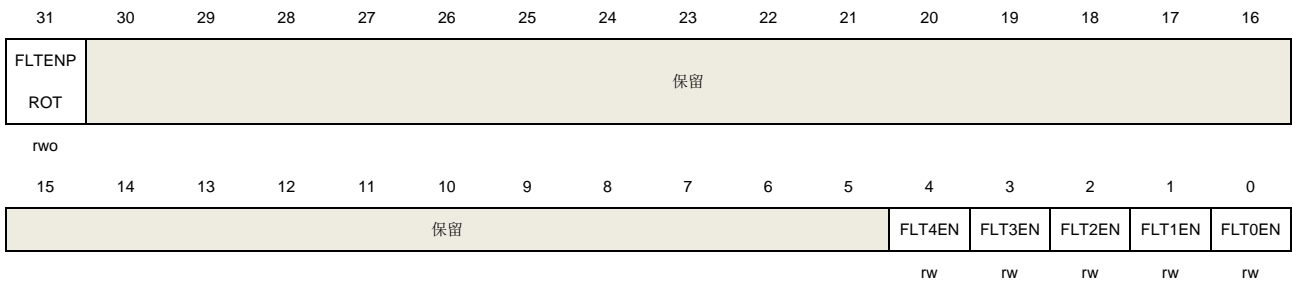 31 30 29 28 27 26 25 24 23 22 21 20 19 18 17 16
FLTENP
ROT
保留
rwo
15 14 13 12 11 10 9 8 7 6 5 4 3 2 1 0
保留 FLT4EN FLT3EN FLT2EN FLT1EN FLT0EN
rw rw rw rw rw